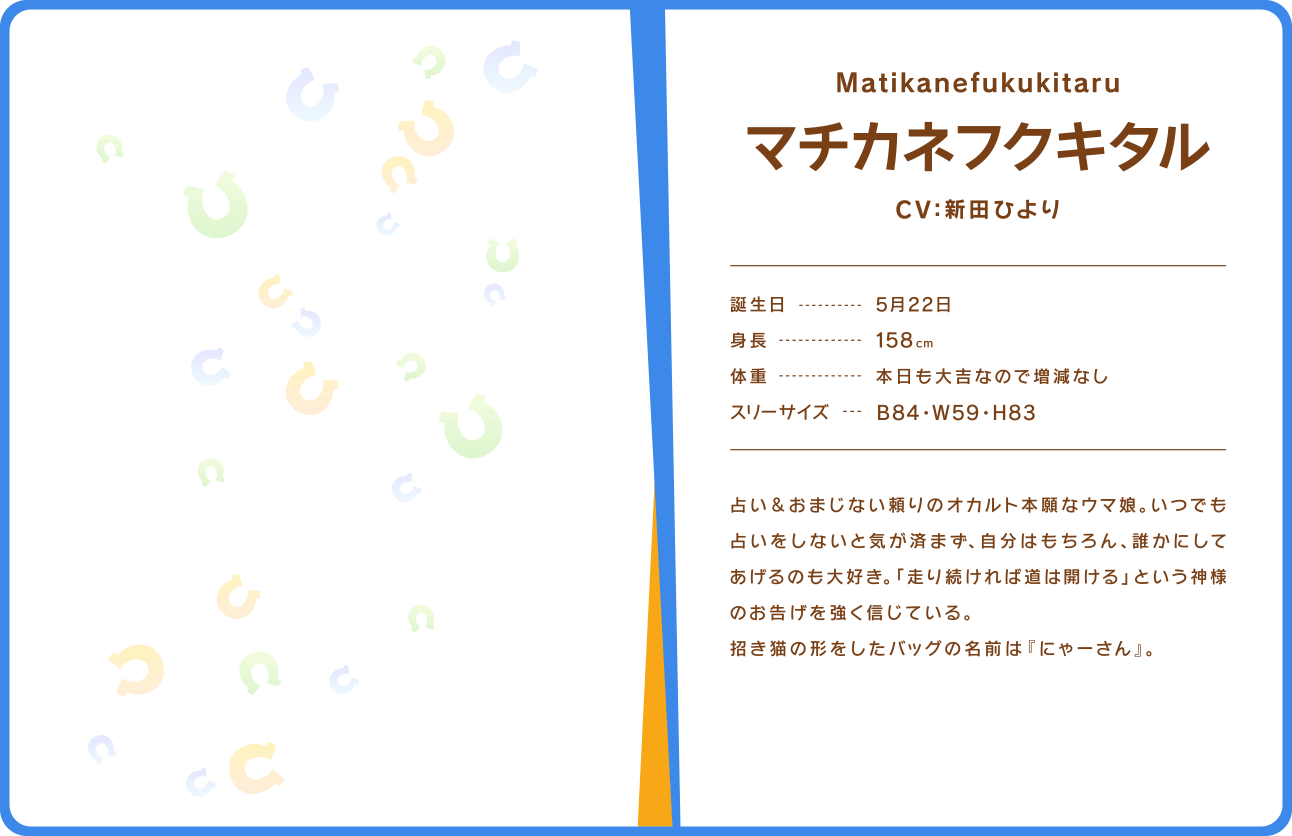 Matikanefukukitaru
マチカネフクキタル
CV:新田ひより
誕生日 ---------- 5月22日
身長 ------------- 158cm
体重 ------------- 本日も大吉なので増減なし
スリーサイズ --- B84・W59・H83
占い&おまじない頼りのオカルト本願なウマ娘。いつでも
占いをしないと気が済まず、自分はもちろん、誰かにして
あげるのも大好き。「走り続ければ道は開ける」という神様
のお告げを強く信じている。
招き猫の形をしたバッグの名前は『にゃーさん』。